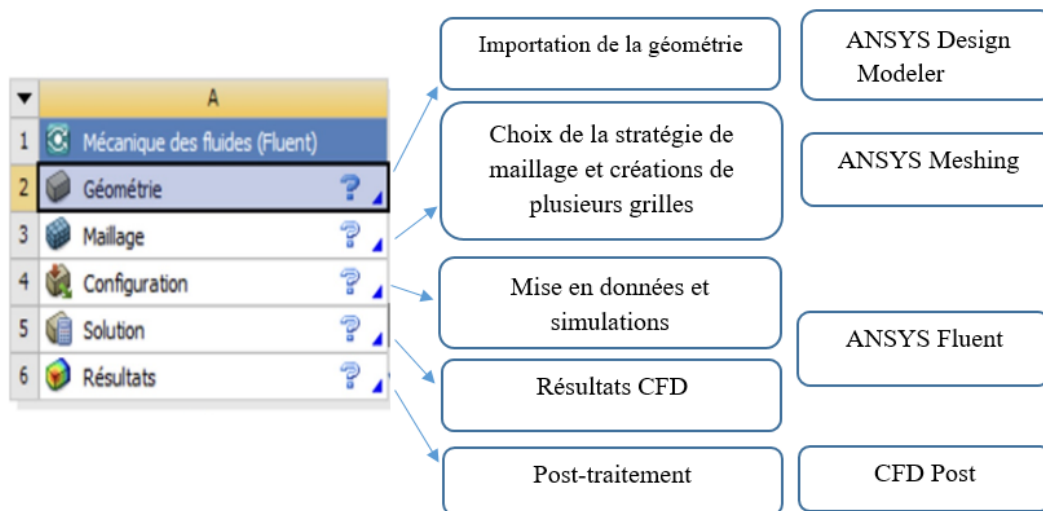 A
1 Mécanique des fluides (Fluent)
2 Géométrie ?
3 Maillage ?
4 Configuration ?
5 Solution ?
6 Résultats ?
Importation de la géométrie
Choix de la stratégie de
maillage et créations de
plusieurs grilles
Mise en données et
simulations
Résultats CFD
Post-traitement
ANSYS Design
Modeler
ANSYS Meshing
ANSYS Fluent
CFD Post